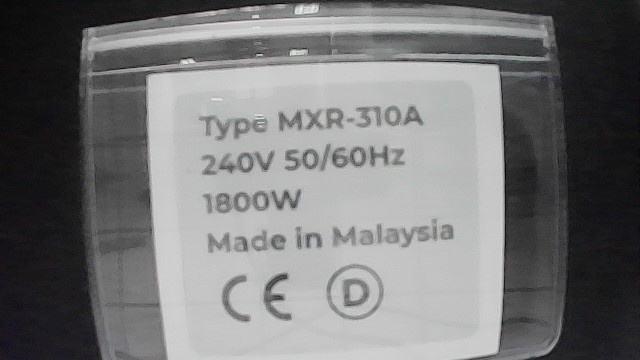 Type MXR-310A
240V 50/60Hz
1800W
Made in Malaysia
CE D